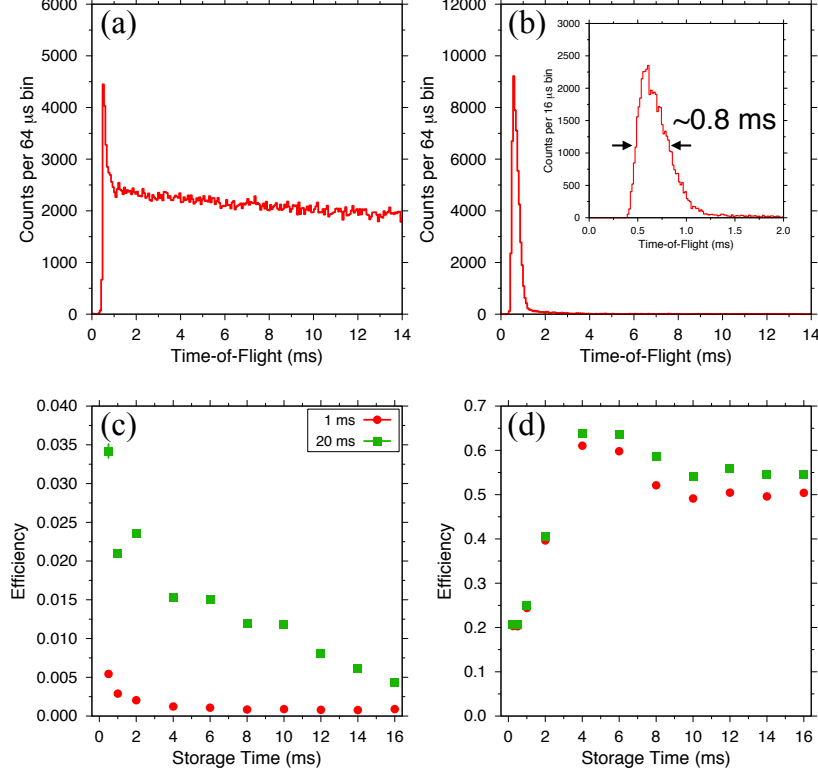 (a)
Counts per 64 μs bin
6000
5000
4000
3000
2000
1000
0
0 2 4 6 8 10 12 14
Time-of-Flight (ms)
(b)
Counts per 64 μs bin
12000
10000
8000
6000
4000
2000
0
0 2 4 6 8 10 12 14
Time-of-Flight (ms)
Counts per 16 μs bin
3000
2500
2000
1500
1000
500
0
0.0 0.5 1.0 1.5 2.0
Time-of-Flight (ms)
~0.8 ms
(c)
1 ms
20 ms
Efficiency
0.040
0.035
0.030
0.025
0.020
0.015
0.010
0.005
0.000
0 2 4 6 8 10 12 14 16
Storage Time (ms)
(d)
Efficiency
0.7
0.6
0.5
0.4
0.3
0.2
0.1
0.0
0 2 4 6 8 10 12 14 16
Storage Time (ms)